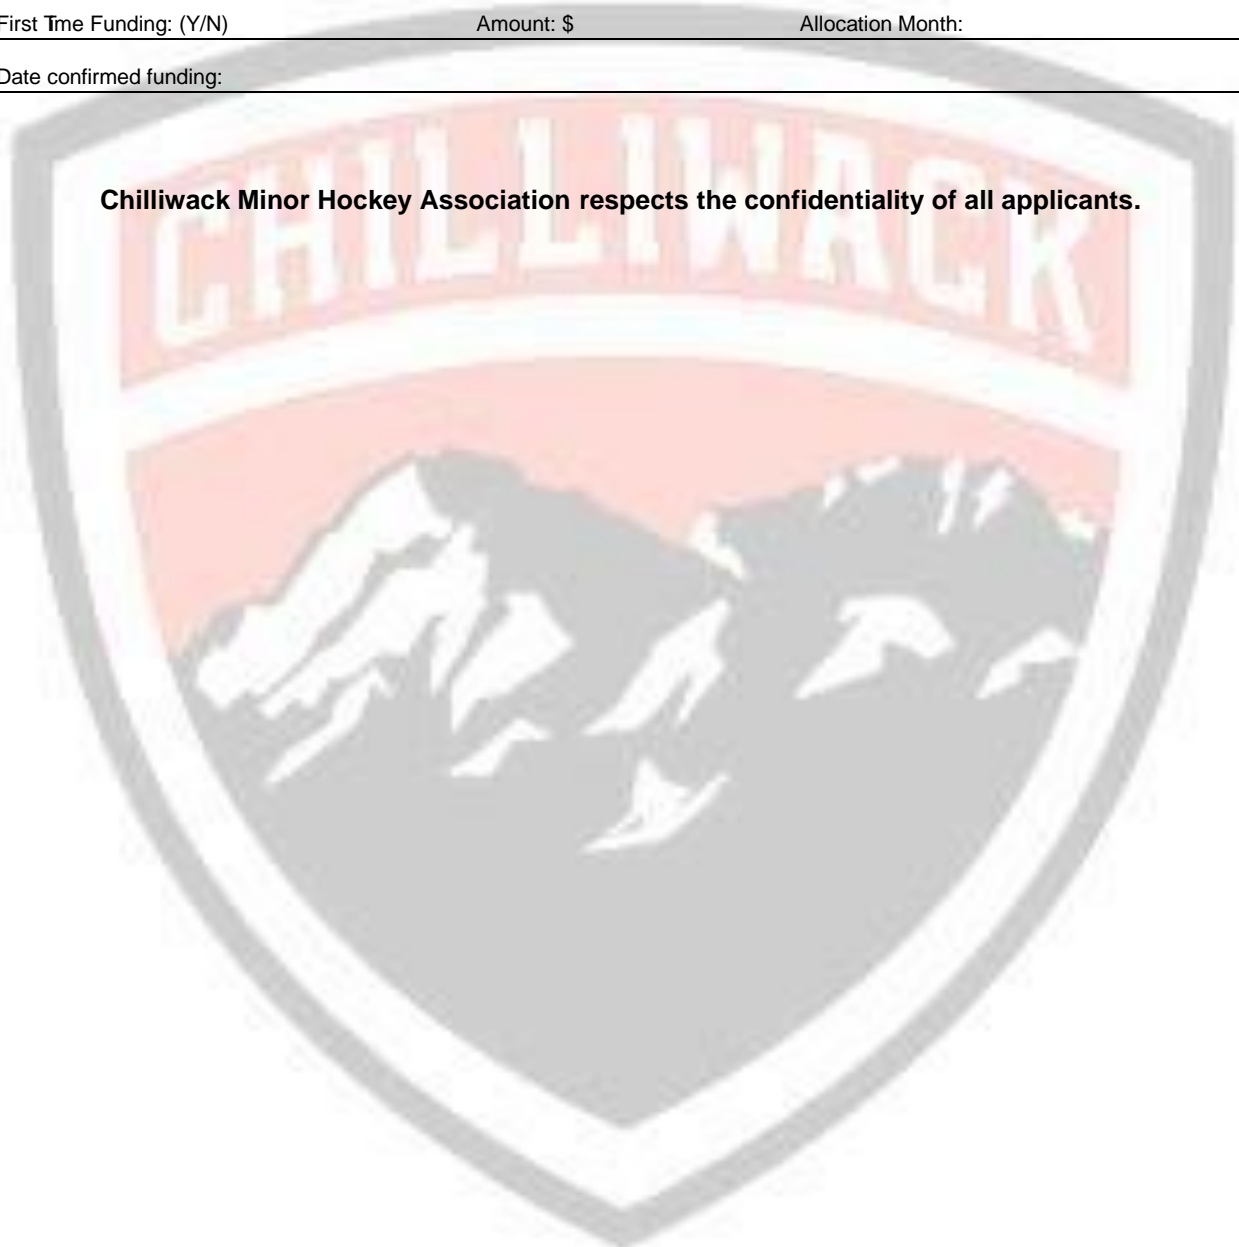 First Time Funding: (Y/N) Amount: $ Allocation Month:
Date confirmed funding:
Chilliwack Minor Hockey Association respects the confidentiality of all applicants.
CHILLIWACK